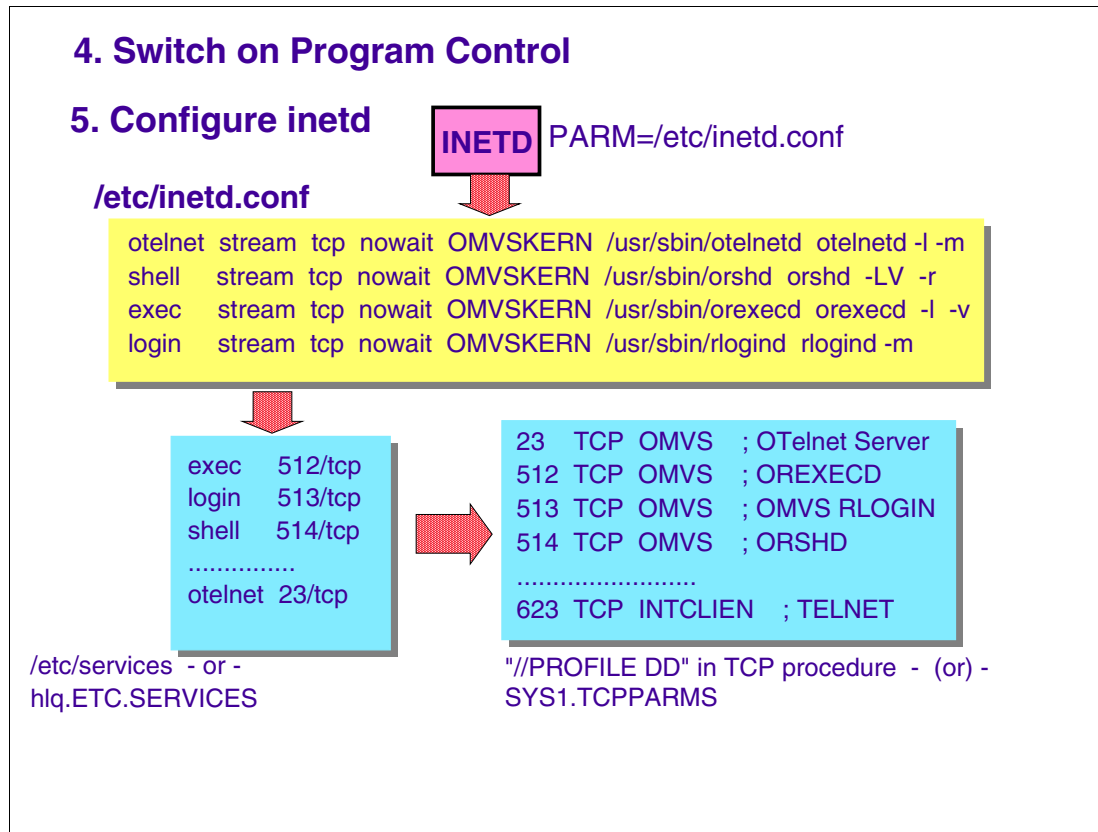 4. Switch on Program Control
5. Configure inetd
INETD
PARM=/etc/inetd.conf
/etc/inetd.conf
otelnet stream tcp nowait OMVSKERN /usr/sbin/otelnetd otelnetd -l -m
shell stream tcp nowait OMVSKERN /usr/sbin/orshd orshd -LV -r
exec stream tcp nowait OMVSKERN /usr/sbin/orexecd orexecd -l -v
login stream tcp nowait OMVSKERN /usr/sbin/rlogind rlogind -m
exec 512/tcp
login 513/tcp
shell 514/tcp
...............
otelnet 23/tcp
/etc/services - or -
hlq.ETC.SERVICES
23 TCP OMVS ; OTelnet Server
512 TCP OMVS ; OREXECD
513 TCP OMVS ; OMVS RLOGIN
514 TCP OMVS ; ORSHD
.........................
623 TCP INTCLIEN ; TELNET
"//PROFILE DD" in TCP procedure - (or) -
SYS1.TCPPARMS